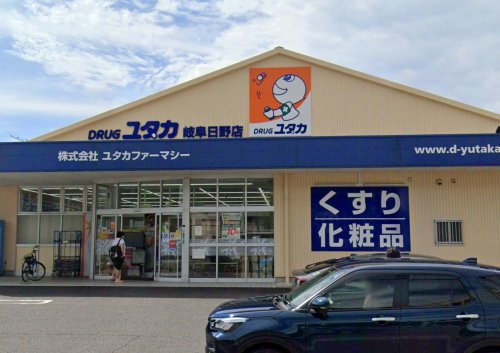 DRUG ユタカ 岐阜日野店
DRUG ユタカ
株式会社 ユタカファーマシー
www.d-yutaka
くすり
化粧品